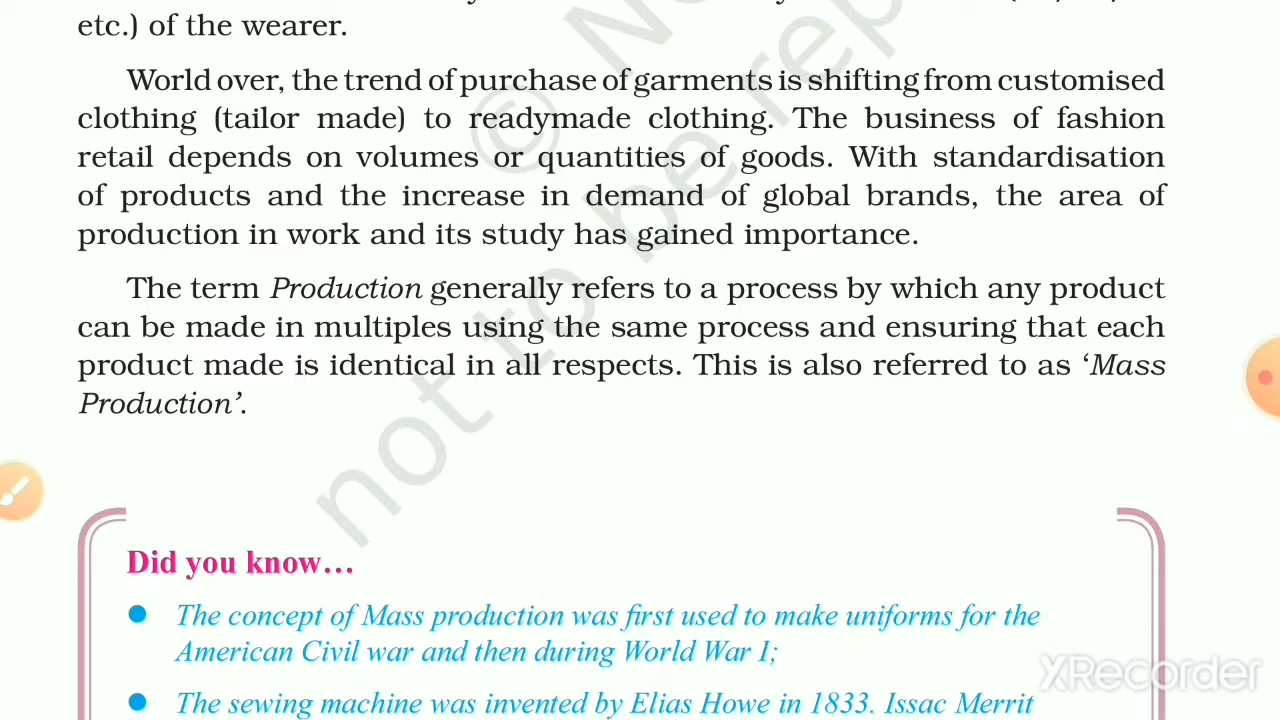 etc.) of the wearer.
World over, the trend of purchase of garments is shifting from customised
clothing (tailor made) to readymade clothing. The business of fashion
retail depends on volumes or quantities of goods. With standardisation
of products and the increase in demand of global brands, the area of
production in work and its study has gained importance.
The term Production generally refers to a process by which any product
can be made in multiples using the same process and ensuring that each
product made is identical in all respects. This is also referred to as ‘Mass
Production’.
not to be rep
©
Did you know…
● The concept of Mass production was first used to make uniforms for the
American Civil war and then during World War I;
● The sewing machine was invented by Elias Howe in 1833. Issac Merrit
XRecorder